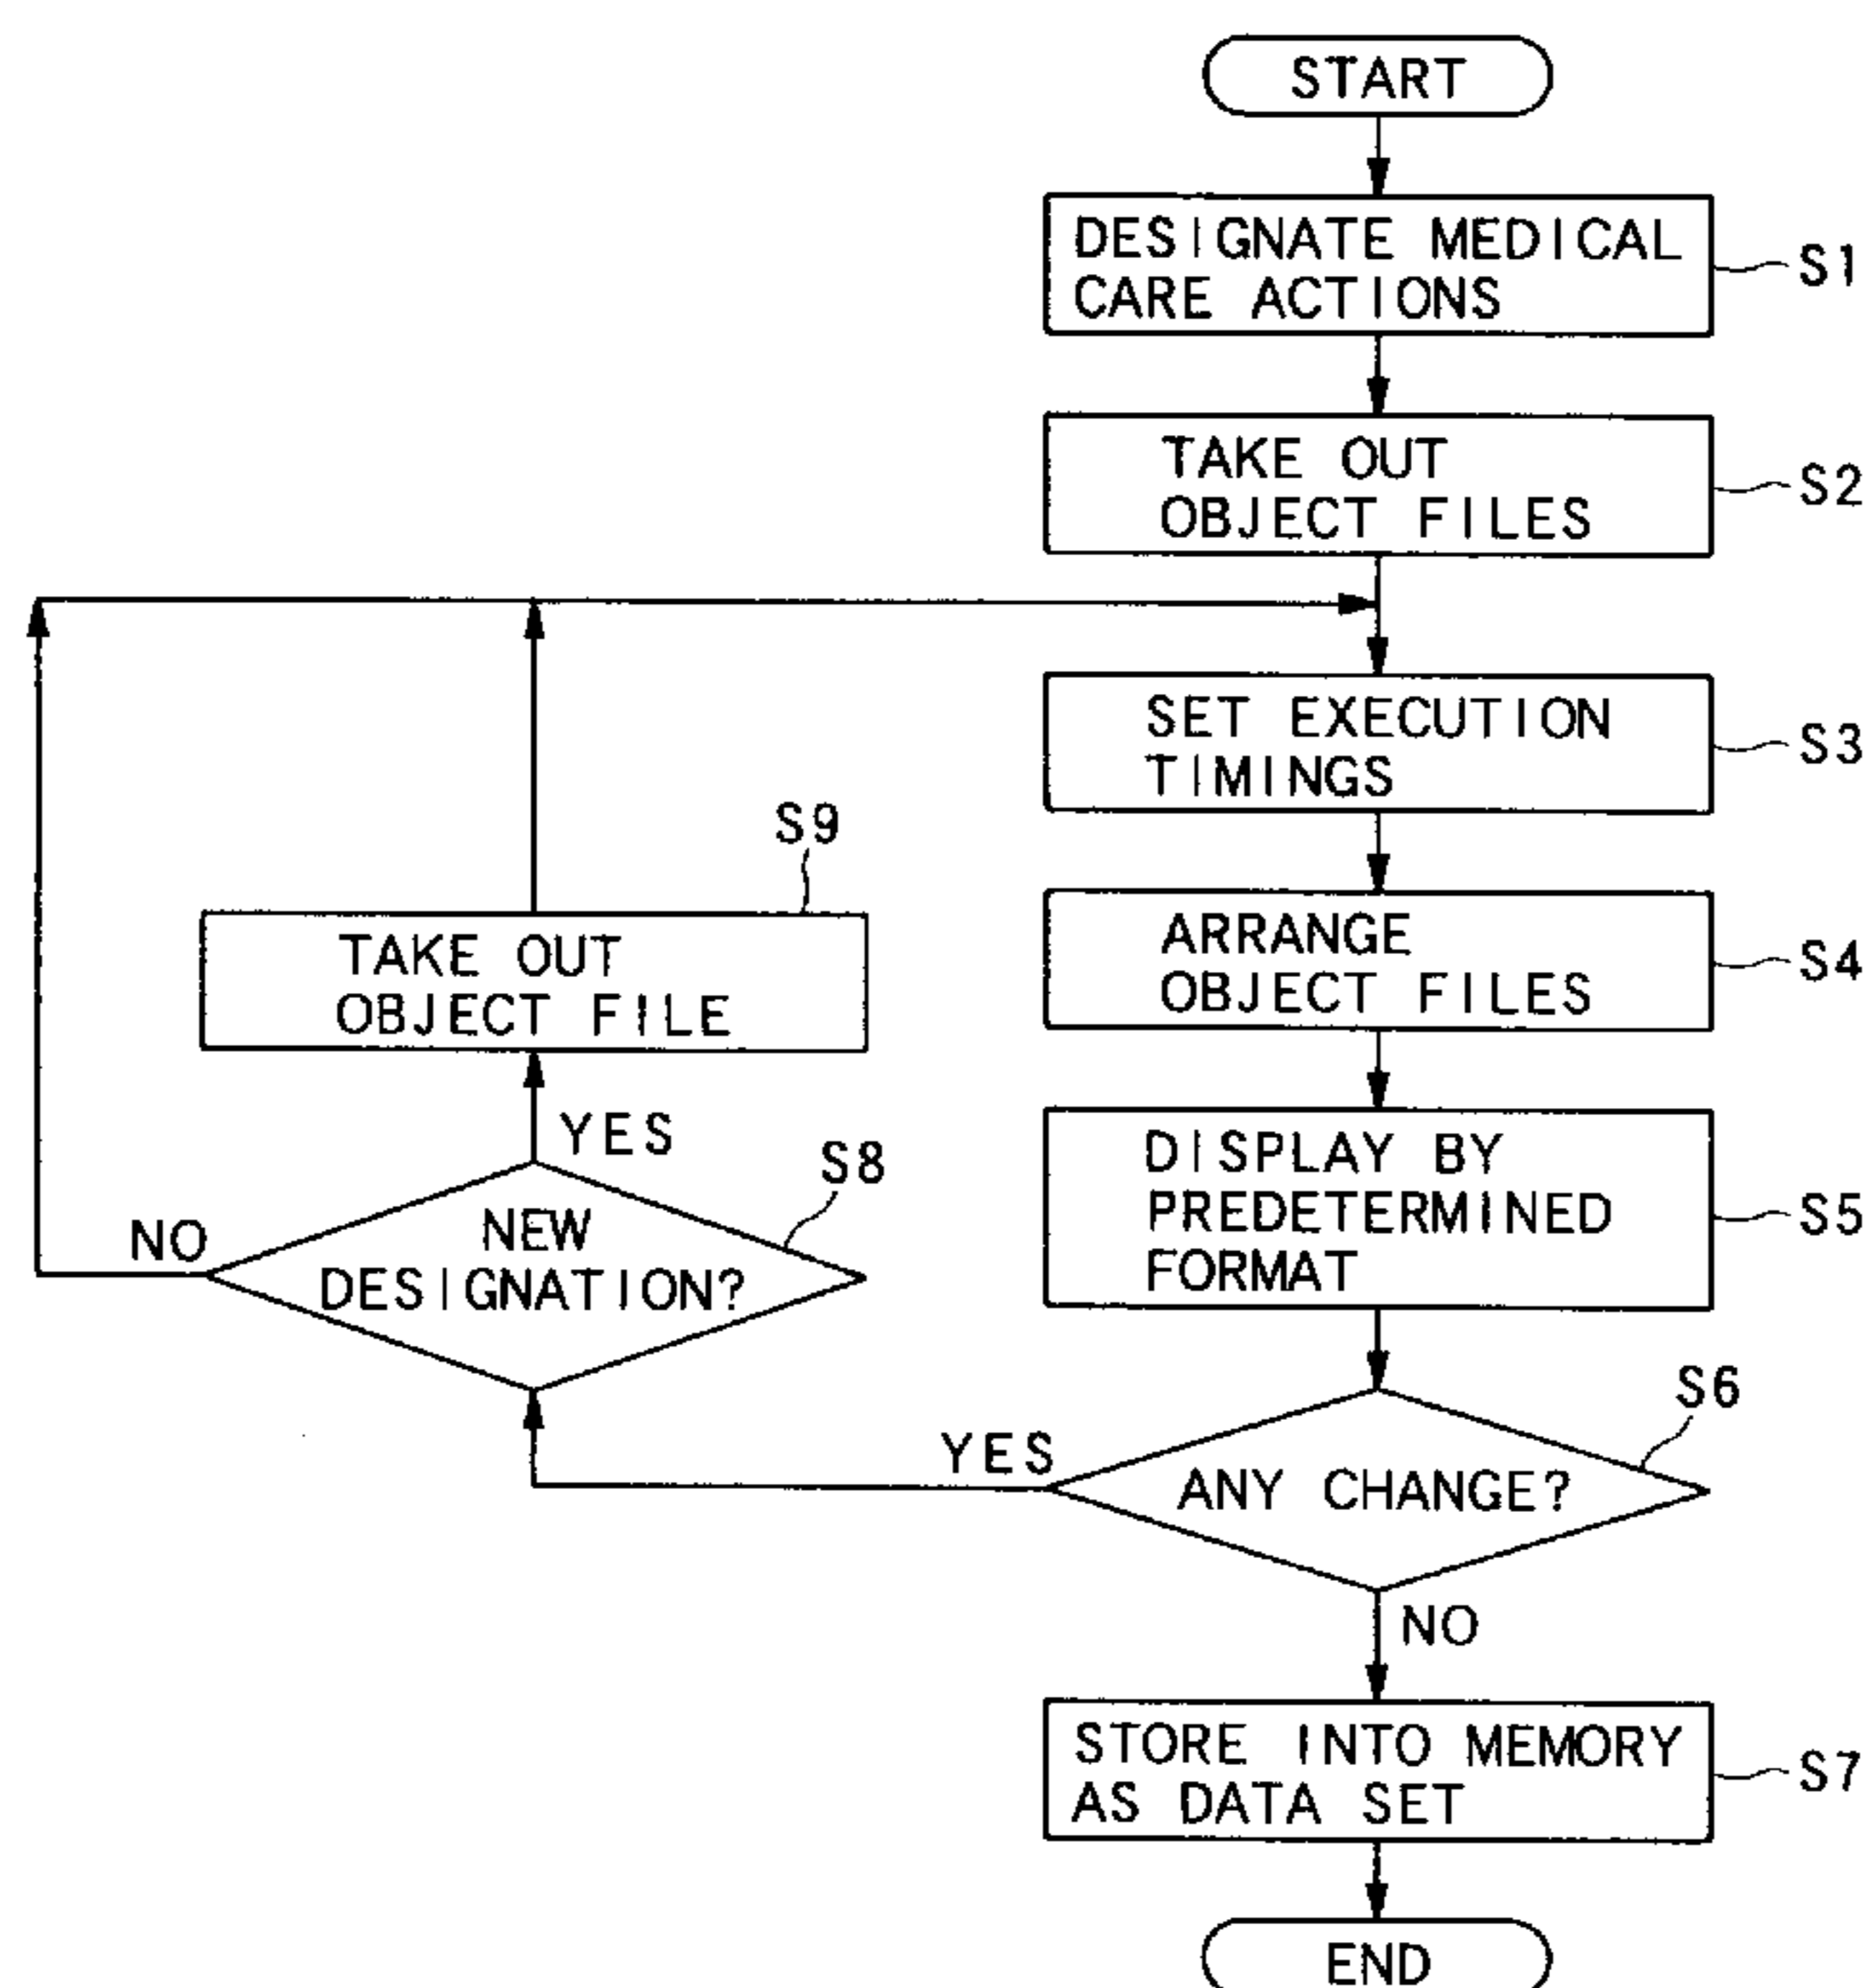 START
DESIGNATE MEDICAL
CARE ACTIONS
S1
TAKE OUT
OBJECT FILES
S2
SET EXECUTION
TIMINGS
S3
ARRANGE
OBJECT FILES
S4
DISPLAY BY
PREDETERMINED
FORMAT
S5
ANY CHANGE?
S6
YES
NO
STORE INTO MEMORY
AS DATA SET
S7
END
NEW
DESIGNATION?
S8
NO
YES
TAKE OUT
OBJECT FILE
S9